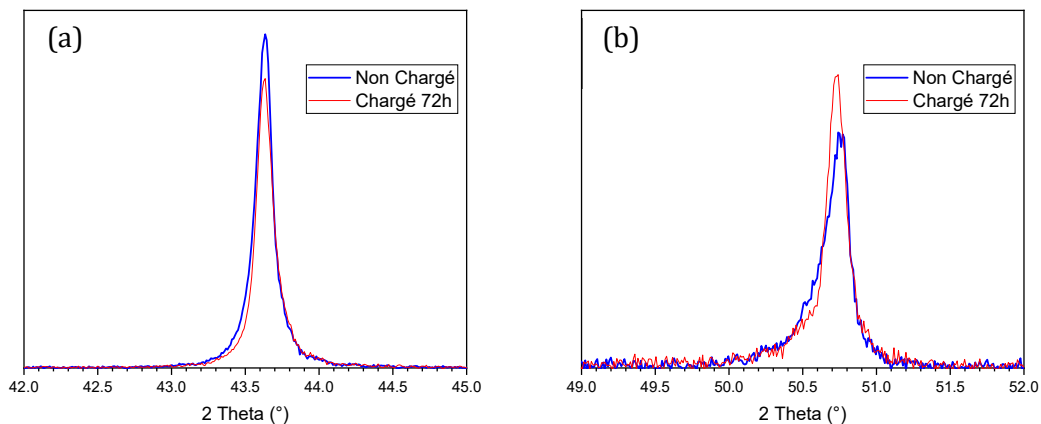 (a)
Non Chargé
Chargé 72h
42.0 42.5 43.0 43.5 44.0 44.5 45.0
2 Theta (°)
(b)
Non Chargé
Chargé 72h
49.0 49.5 50.0 50.5 51.0 51.5 52.0
2 Theta (°)